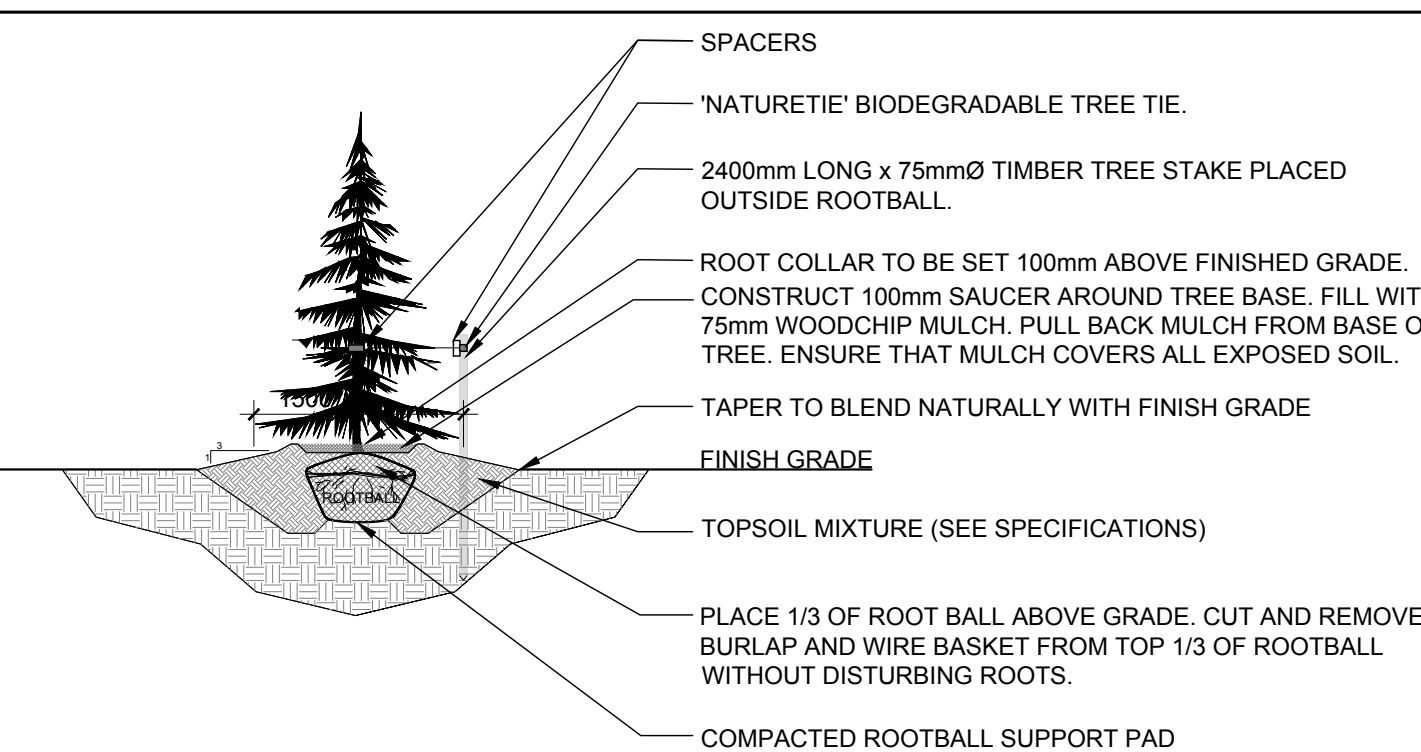 SPACERS
'NATURETIE' BIODEGRADABLE TREE TIE.
2400mm LONG x 75mmØ TIMBER TREE STAKE PLACED
OUTSIDE ROOTBALL.
ROOT COLLAR TO BE SET 100mm ABOVE FINISHED GRADE.
CONSTRUCT 100mm SAUCER AROUND TREE BASE. FILL WIT
75mm WOODCHIP MULCH. PULL BACK MULCH FROM BASE O
TREE. ENSURE THAT MULCH COVERS ALL EXPOSED SOIL.
1500
TAPER TO BLEND NATURALLY WITH FINISH GRADE
3
1
FINISH GRADE
ROOTBALL
TOPSOIL MIXTURE (SEE SPECIFICATIONS)
PLACE 1/3 OF ROOT BALL ABOVE GRADE. CUT AND REMOVE
BURLAP AND WIRE BASKET FROM TOP 1/3 OF ROOTBALL
WITHOUT DISTURBING ROOTS.
COMPACTED ROOTBALL SUPPORT PAD